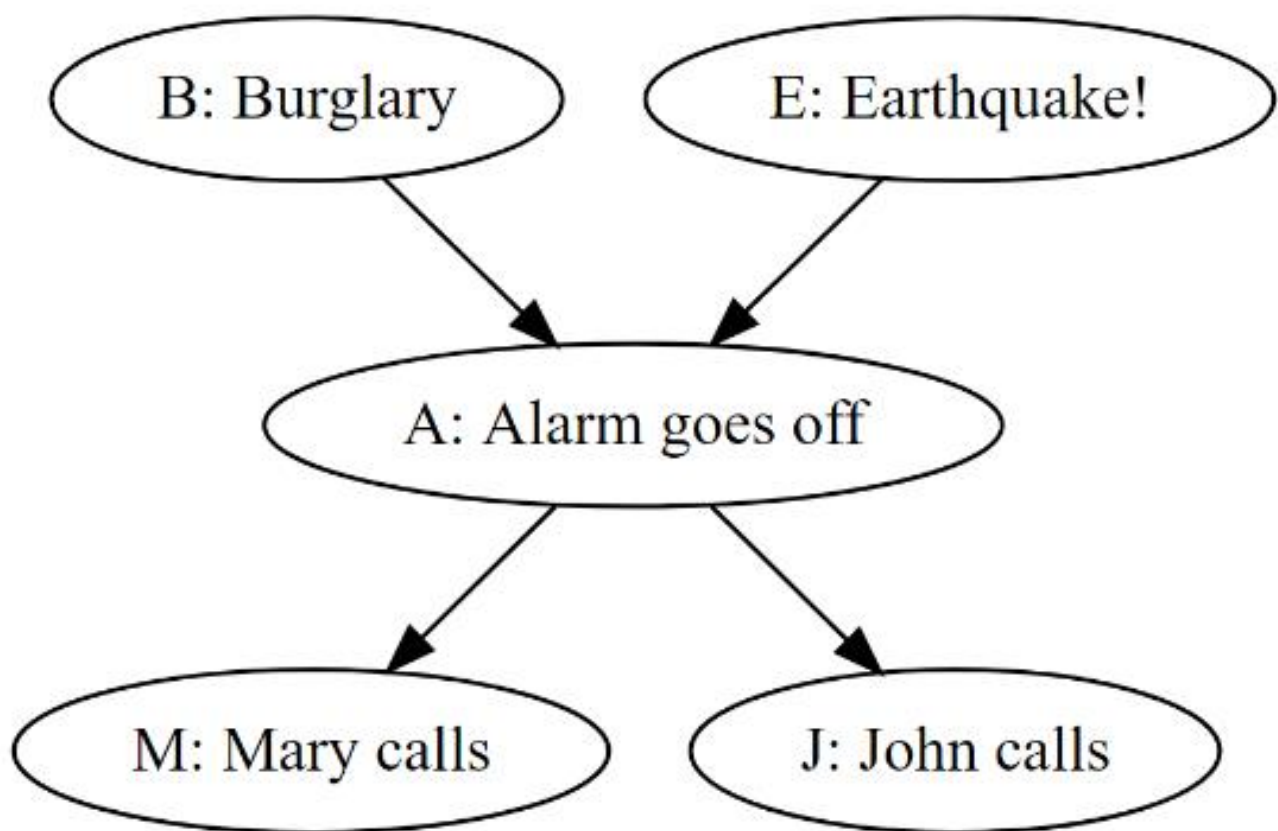 B: Burglary
E: Earthquake!
A: Alarm goes off
M: Mary calls
J: John calls